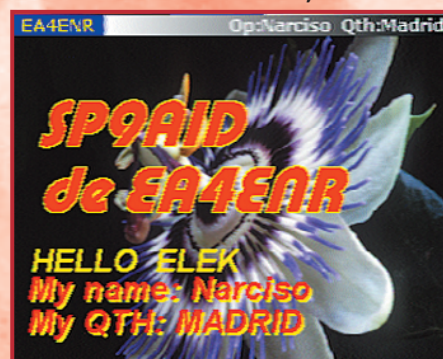 EA4ENR Op:Narciso Qth:Madrid
SP9AID
de EA4ENR
HELLO ELEK
My name: Narciso
My QTH: MADRID